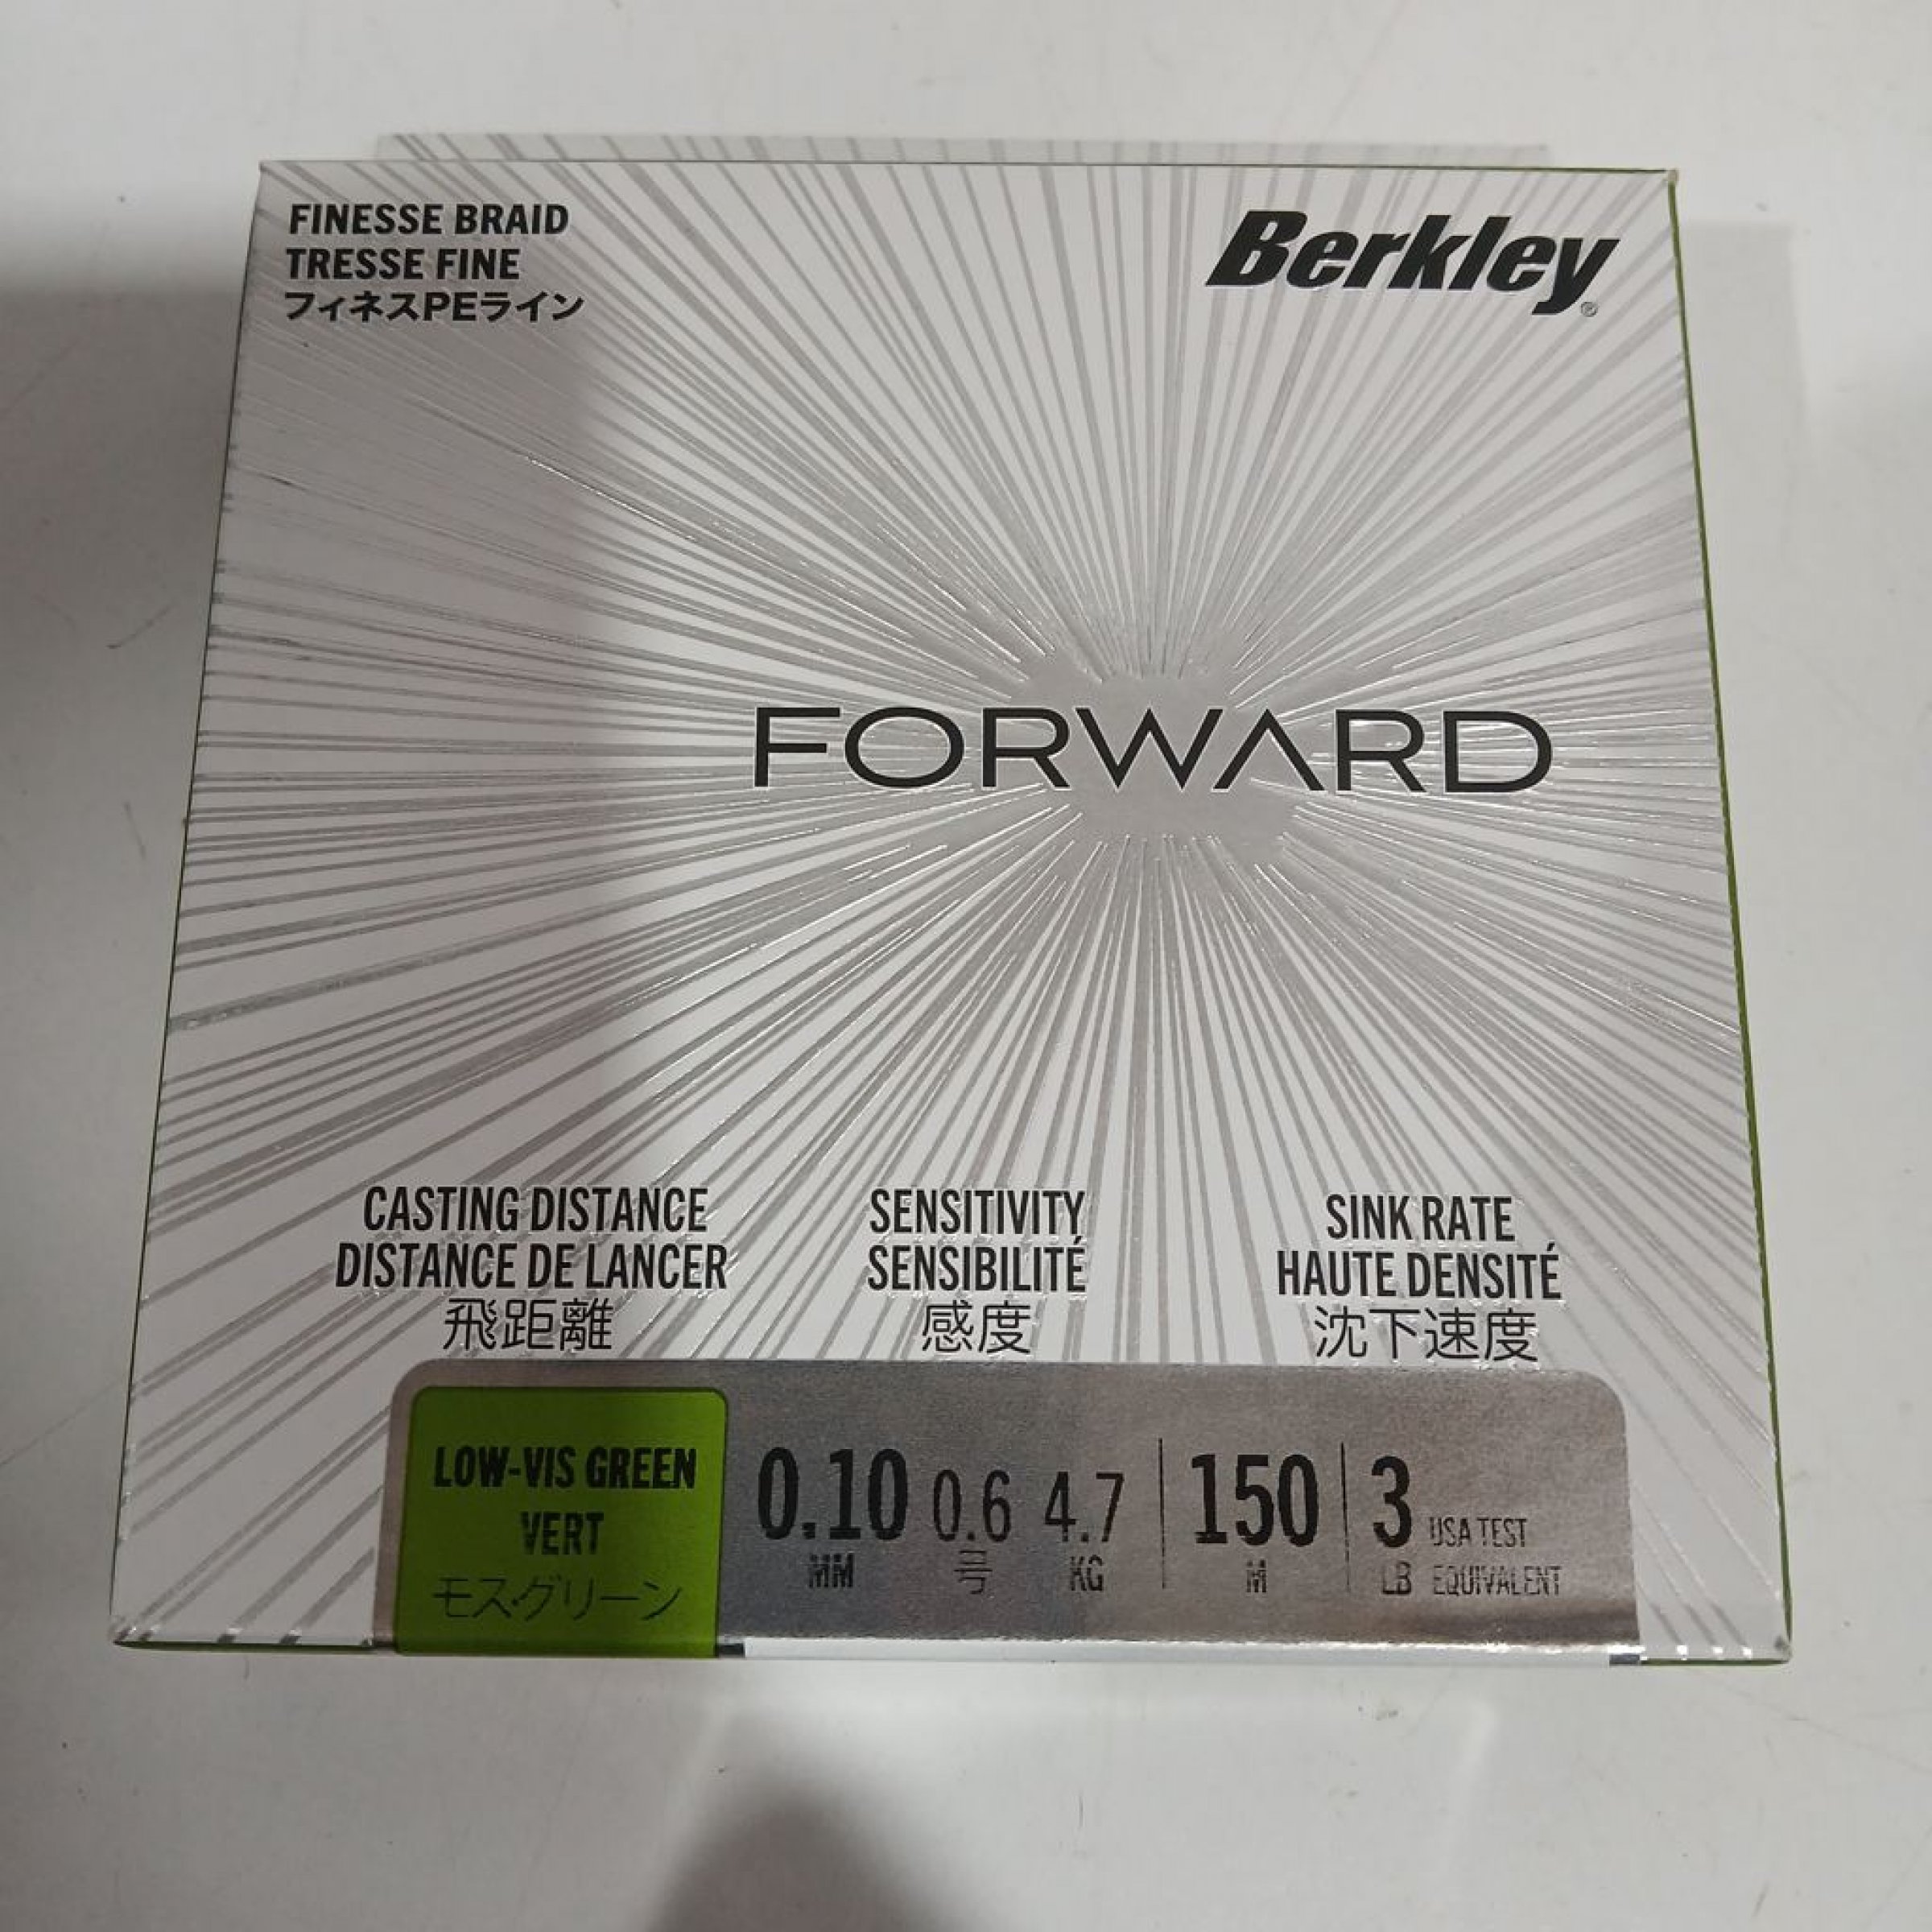 FINESSE BRAID
TRESSE FINE
フィネスPEライン
Berkley®
FORWARD
CASTING DISTANCE
DISTANCE DE LANCER
飛距離
SENSITIVITY
SENSIBILITÉ
感度
SINK RATE
HAUTE DENSITÉ
沈下速度
LOW-VIS GREEN
VERT
モス・グリーン
0.10 0.6 4.7 150 3 USA TEST
MM 号 KG M LB EQUIVALENT